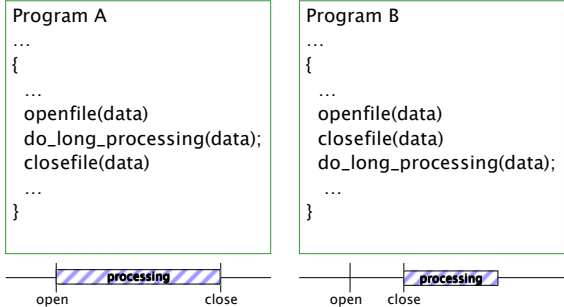 Program A
…
{
…
openfile(data)
do_long_processing(data);
closefile(data)
…
}
processing
open close
Program B
…
{
…
openfile(data)
closefile(data)
do_long_processing(data);
…
}
processing
open close